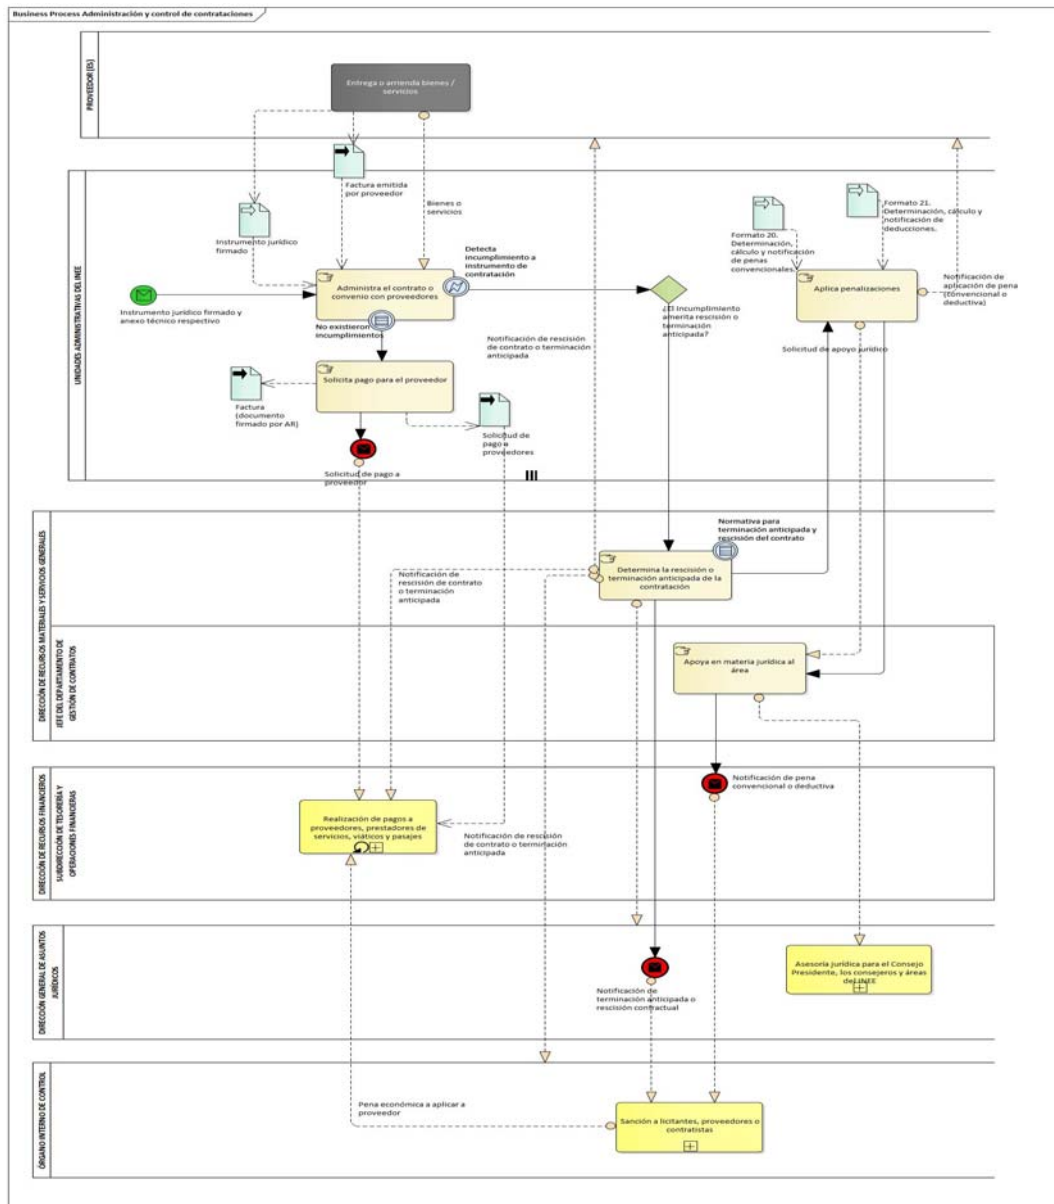 Business Process Administración y control de contrataciones
PROVEEDOR [ES]
Entrega o arrienda bienes /
servicios
Factura emitida
por proveedor
Bienes o
servicios
Instrumento jurídico
firmado
UNIDADES ADMINISTRATIVAS DEL INEE
Detecta
incumplimiento a
instrumento de
contratación
Formato 20.
Determinación,
cálculo y notificación
de penas
convencionales.
Formato 21.
Determinación, cálculo y
notificación de
deducciones.
Administra el contrato o
convenio con proveedores
Aplica penalizaciones
Notificación de
aplicación de pena
(convencional o
deductiva)
Instrumento jurídico firmado y
anexo técnico respectivo
No existieron
incumplimientos
¿El Incumplimiento
amerita rescisión o
terminación
anticipada?
Notificación de rescisión
de contrato o terminación
anticipada
Solicitud de apoyo jurídico
Solicita pago para el proveedor
Factura
(documento
firmado por AR)
Solicitud de
pago a
proveedores
Solicitud de pago a
proveedor
DIRECCIÓN DE RECURSOS MATERIALES Y SERVICIOS GENERALES
Normativa para
terminación anticipada y
rescisión del contrato
Determina la rescisión o
terminación anticipada de la
contratación
Notificación de
rescisión de contrato
o terminación
anticipada
JEFE DEL DEPARTAMENTO DE
GESTIÓN DE CONTRATOS
Apoya en materia jurídica al
área
DIRECCIÓN DE RECURSOS FINANCIEROS
SUBDIRECCIÓN DE TESORERÍA Y
OPERACIONES FINANCIERAS
Notificación de pena
convencional o deductiva
Realización de pagos a
proveedores, prestadores de
servicios, viáticos y pasajes
Notificación de rescisión
de contrato o terminación
anticipada
DIRECCIÓN GENERAL DE ASUNTOS
JURÍDICOS
Asesoría jurídica para el Consejo
Presidente, los consejeros y áreas
del INEE
Notificación de
terminación anticipada o
rescisión contractual
ÓRGANO INTERNO DE CONTROL
Pena económica a aplicar a
proveedor
Sanción a licitantes, proveedores o
contratistas